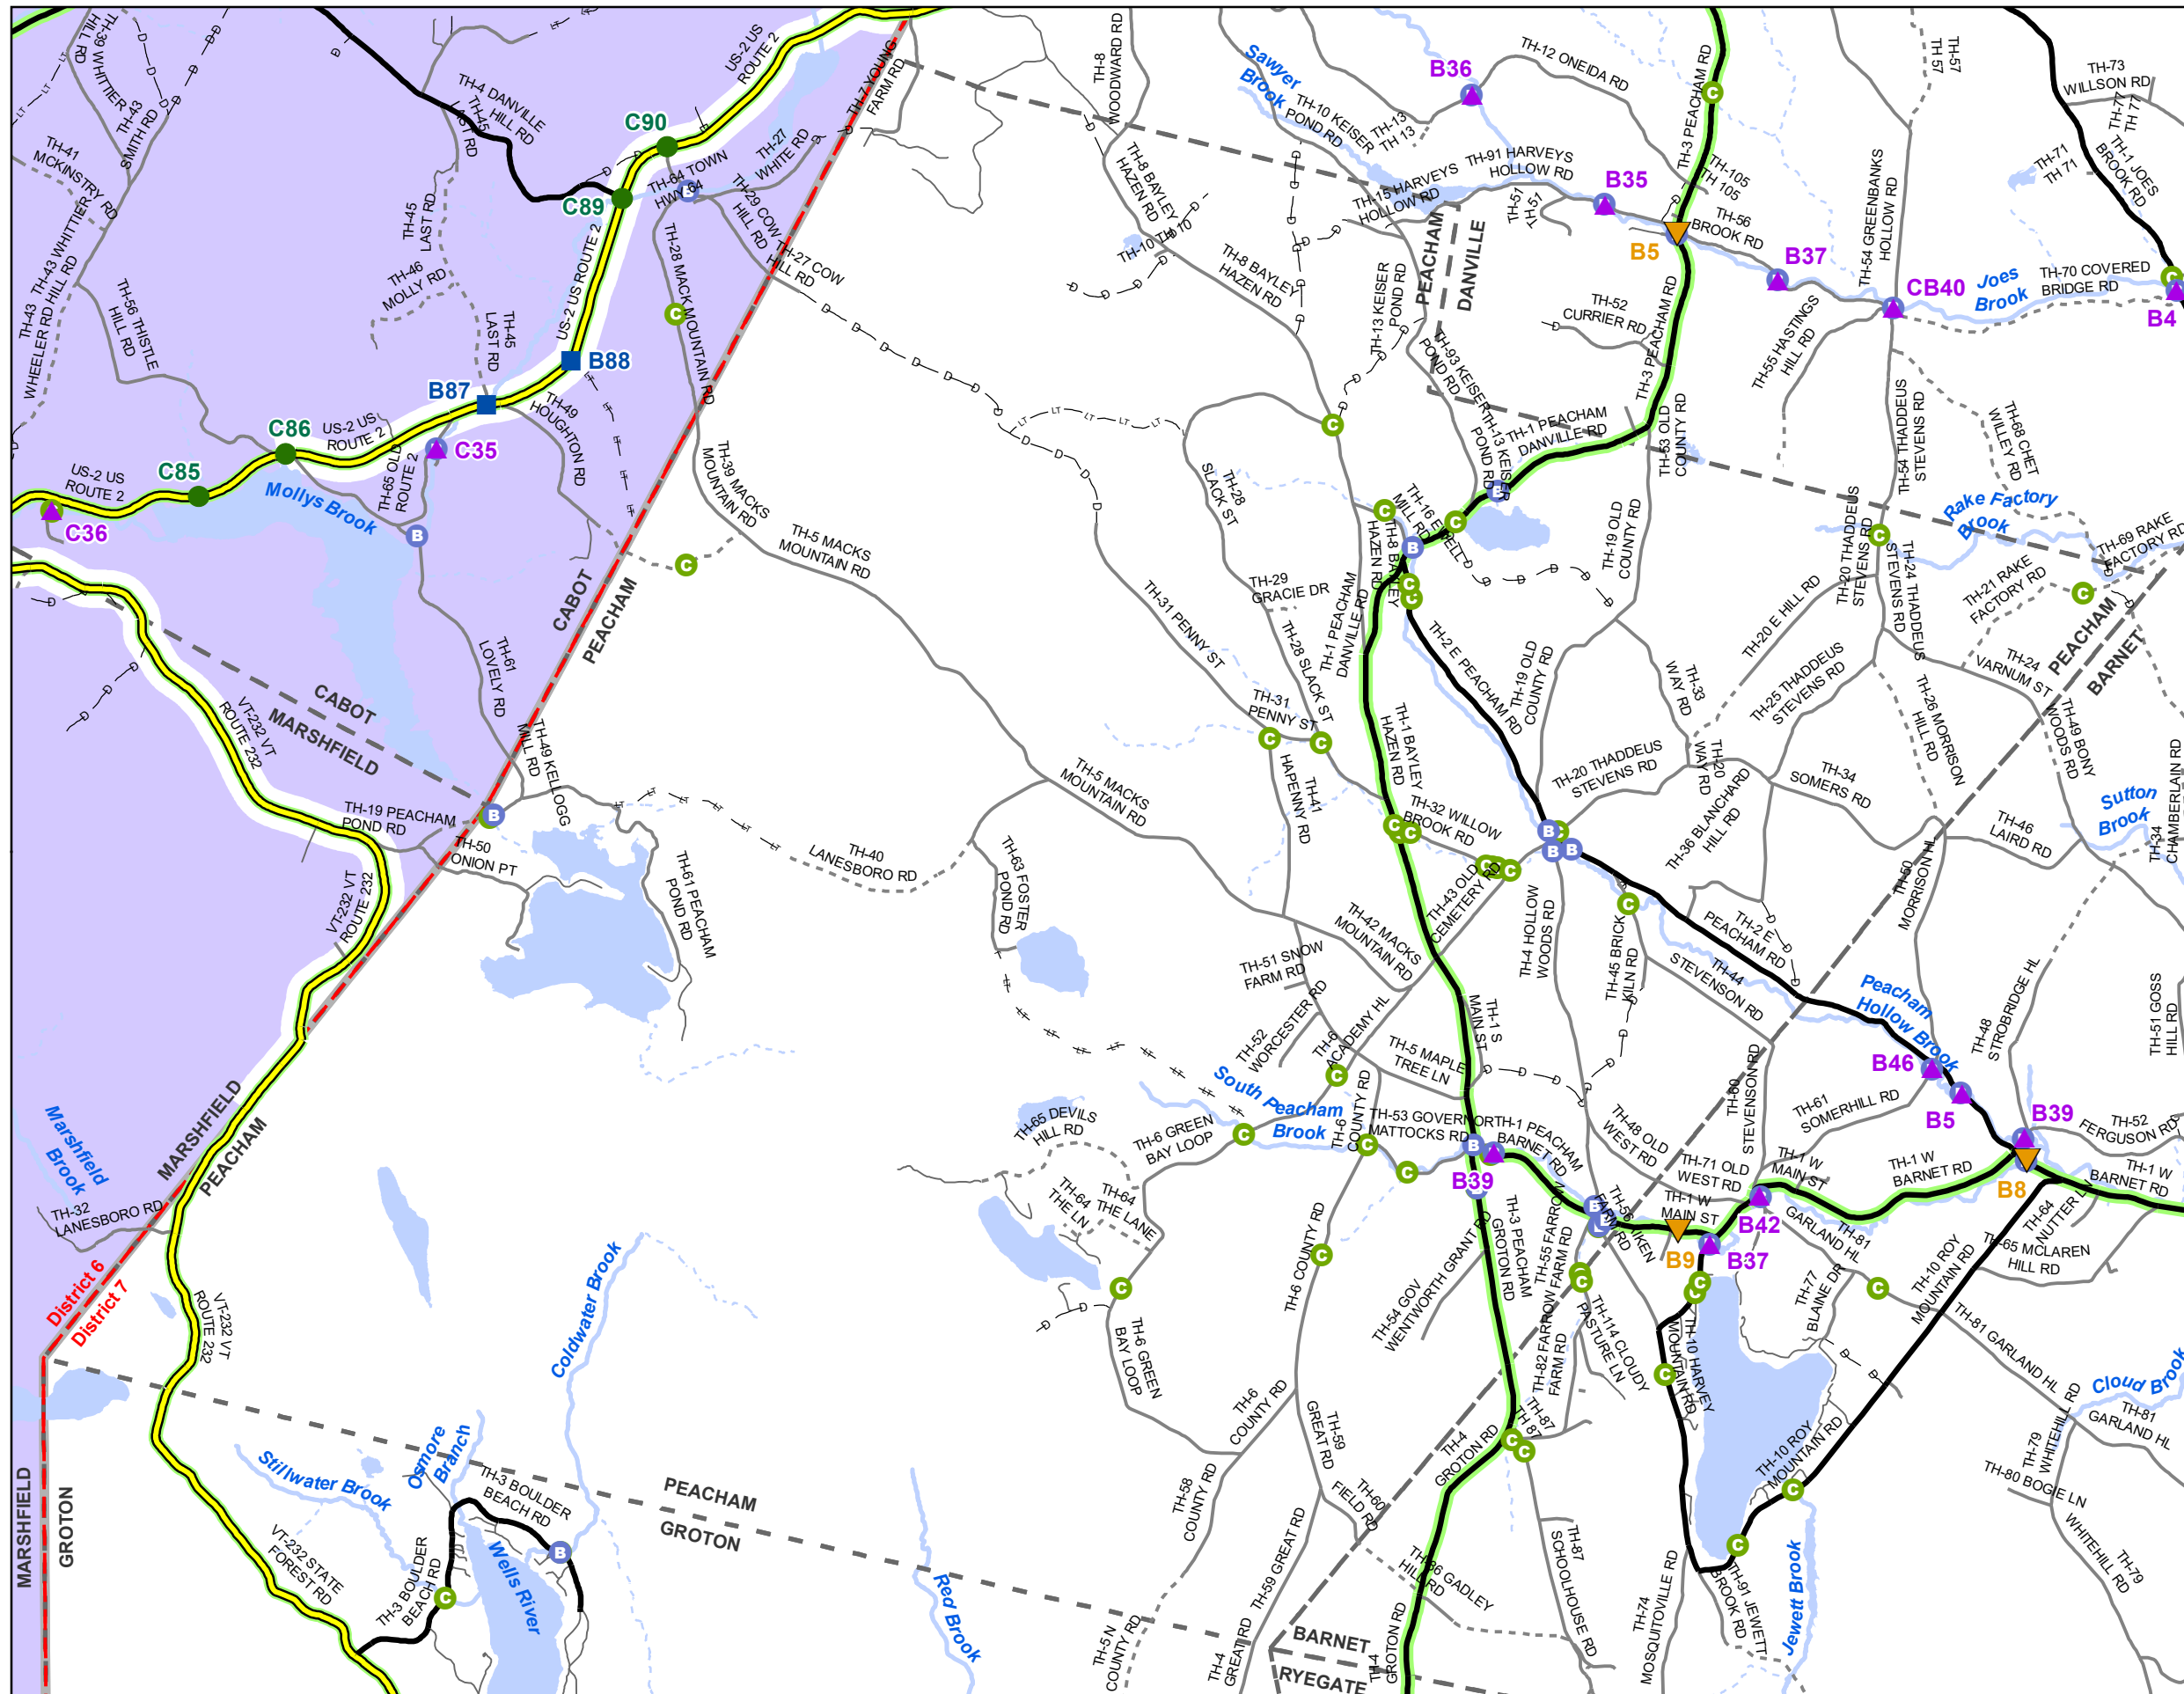 TH-39 WHITTIER
HILL RD
TH-43
SMITH RD
TH-41
MCKINSTRY RD
TH-43 WHITTIER
HILL RD
TH-43
WHEELER RD
TH-56 THISTLE
HILL RD
TH-4 DANVILLE
HILL RD
TH-45
LAST RD
TH-45
LAST RD
TH-46
MOLLY RD
TH-45
LAST RD
US-2 US
ROUTE 2
C90
C89
TH-64 TOWN
HWY 64
TH-27
WHITE RD
TH-7 YOUNG
FARM RD
TH-29 COW
HILL RD
TH-27 COW
HILL RD
TH-28 MACK MOUNTAIN RD
US-2 US ROUTE 2
B88
B87
C86
C85
US-2 US
ROUTE 2
US-2 US
ROUTE 2
C36
C35
TH-65 OLD
ROUTE 2
TH-49
HOUGHTON RD
Mollys Brook
TH-61
LOVELY RD
CABOT
PEACHAM
CABOT
MARSHFIELD
VT-232 VT
ROUTE 232
TH-19 PEACHAM
POND RD
TH-50
ONION PT
TH-49 KELLOGG
MILL RD
TH-61 PEACHAM
POND RD
VT-232 VT
ROUTE 232
TH-39 MACKS
MOUNTAIN RD
TH-5 MACKS
MOUNTAIN RD
TH-5 MACKS
MOUNTAIN RD
TH-40
LANESBORO RD
TH-63 FOSTER
POND RD
TH-8
WOODWARD RD
Sawyer
Brook
TH-10 KEISER
POND RD
TH-13
TH 13
B36
TH-12 ONEIDA RD
TH-3 PEACHAM RD
TH-91 HARVEYS
HOLLOW RD
TH-15 HARVEYS
HOLLOW RD
TH-51
TH 51
B35
TH-105
TH 105
TH-56
BROOK RD
B5
B37
TH-54 GREENBANKS
HOLLOW RD
TH-57
TH 57
TH-73
WILLSON RD
TH-77
TH 77
TH-1 JOES
BROOK RD
TH-71
TH 71
CB40
Joes
Brook
TH-70 COVERED
BRIDGE RD
B4
TH-8 BAYLEY
HAZEN RD
TH-10 TH 10
TH-8 BAYLEY
HAZEN RD
TH-13 KEISER
POND RD
PEACHAM
DANVILLE
TH-93 KEISER
POND RD
TH-13 KEISER
POND RD
TH-52
CURRIER RD
TH-3 PEACHAM RD
TH-55 HASTINGS
HILL RD
TH-1 PEACHAM
DANVILLE RD
TH-53 OLD
COUNTY RD
TH-54 THADDEUS
STEVENS RD
TH-68 CHET
WILLEY RD
Rake Factory
Brook
TH-69 RAKE
FACTORY RD
TH-21 RAKE
FACTORY RD
TH-20 THADDEUS
STEVENS RD
TH-24 THADDEUS
STEVENS RD
TH-20 E HILL RD
TH-24
VARNUM ST
PEACHAM
BARNET
TH-28
SLACK ST
TH-29
GRACIE DR
TH-28 SLACK ST
TH-31 PENNY ST
TH-31
PENNY ST
TH-1 PEACHAM
DANVILLE RD
TH-8 BAYLEY
HAZEN RD
TH-2 E PEACHAM RD
TH-19 OLD
COUNTY RD
TH-19 OLD
COUNTY RD
TH-33
WAY RD
TH-20
WAY RD
TH-25 THADDEUS
STEVENS RD
TH-26 MORRISON
HILL RD
TH-49 BONY
WOODS RD
TH-20 THADDEUS
STEVENS RD
TH-34
SOMERS RD
TH-36 BLANCHARD
HILL RD
TH-46
LAIRD RD
Sutton
Brook
TH-34
CHAMBERLAIN RD
TH-50
MORRISON HL
TH-1 BAYLEY
HAZEN RD
TH-41
HAPENNY RD
TH-32 WILLOW
BROOK RD
TH-43 OLD
CEMETERY RD
TH-42 MACKS
MOUNTAIN RD
TH-4 HOLLOW
WOODS RD
TH-45 BRICK
KILN RD
TH-2 E
PEACHAM RD
TH-44
STEVENSON RD
TH-51 SNOW
FARM RD
TH-52
WORCESTER RD
TH-6
ACADEMY HL
TH-1 S
MAIN ST
TH-5 MAPLE
TREE LN
South Peacham
Brook
TH-53 GOVERNOR
MATTOCKS RD
TH-1 PEACHAM
BARNET RD
TH-6
COUNTY RD
B39
TH-65 DEVILS
HILL RD
TH-6 GREEN
BAY LOOP
TH-64
THE LN
TH-64
THE LANE
TH-6 GREEN
BAY LOOP
TH-6 COUNTY RD
TH-54 GOV
WENTWORTH GRANT RD
TH-3 PEACHAM
GROTON RD
TH-55 FARROW
FARM RD
TH-82 FARROW FARM RD
TH-56 AIKEN
FARM RD
TH-48 OLD
WEST RD
TH-71 OLD
WEST RD
TH-60
STEVENSON RD
TH-61
SOMERHILL RD
TH-1 W
MAIN ST
TH-1 W
MAIN ST
TH-1 W
BARNET RD
Peacham
Hollow Brook
B46
B5
B39
B8
B42
B9
B37
TH-48
STROBRIDGE HL
TH-51 GOSS
HILL RD
TH-52
FERGUSON RD
TH-1 W
BARNET RD
TH-64
NUTTER LN
TH-65 MCLAREN
HILL RD
TH-81
GARLAND HL
TH-77
BLAINE DR
TH-10 ROY
MOUNTAIN RD
TH-81 GARLAND HL
TH-10 HARVEY
MOUNTAIN RD
TH-114 CLOUDY
PASTURE LN
TH-87
TH 87
TH-4
GROTON RD
TH-10 ROY
MOUNTAIN RD
Cloud Brook
TH-81
GARLAND HL
TH-79
WHITEHILL RD
TH-80 BOGIE LN
TH-79
WHITEHILL RD
TH-6
COUNTY RD
TH-59
GREAT RD
TH-60
FIELD RD
TH-58
COUNTY RD
TH-59 GREAT RD
TH-86 GADLEY
HILL RD
TH-87
SCHOOLHOUSE RD
TH-74
MOSQUITOVILLE RD
TH-91 JEWETT
BROOK RD
Jewett Brook
TH-5 N
COUNTY RD
TH-4
GREAT RD
TH-4
GROTON RD
BARNET
RYEGATE
Marshfield
Brook
MARSHFIELD
PEACHAM
TH-32
LANESBORO RD
District 6
District 7
VT-232 VT
ROUTE 232
MARSHFIELD
GROTON
Coldwater Brook
Stillwater Brook
Osmore
Branch
TH-3 BOULDER
BEACH RD
PEACHAM
GROTON
VT-232 STATE
FOREST RD
TH-3 BOULDER
BEACH RD
Wells River
Red Brook